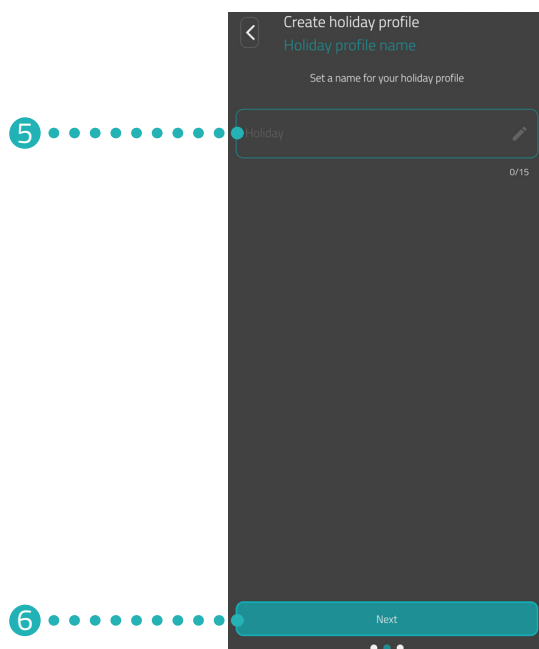 Create holiday profile
Holiday profile name
Set a name for your holiday profile
5
Holiday
0/15
6
Next